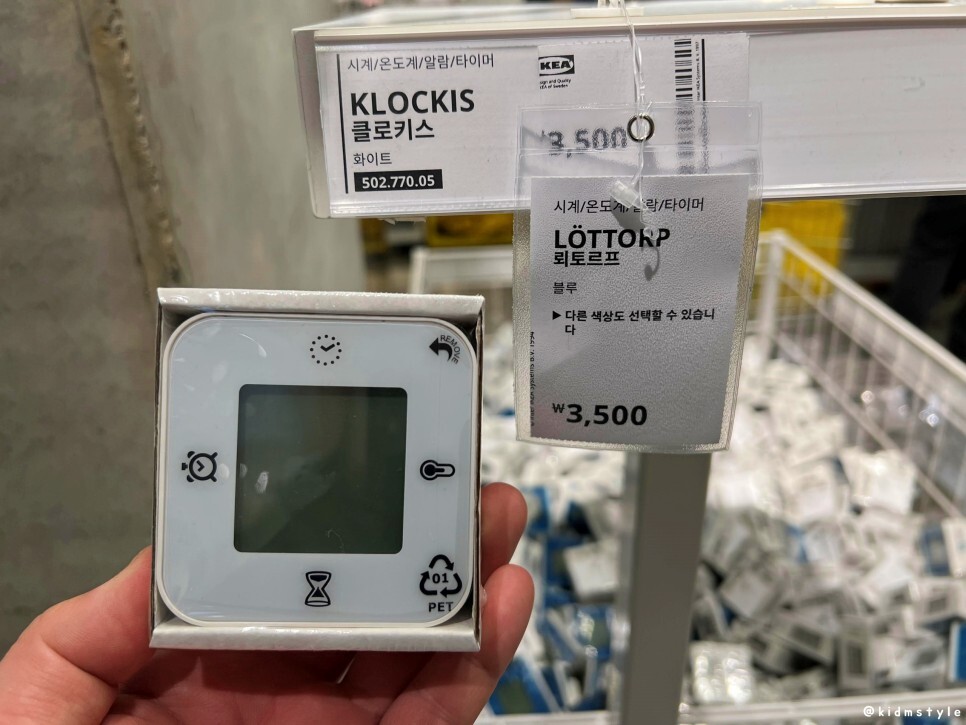 시계/온도계/알람/타이머
KLOCKIS
클로키스
화이트
502.770.05
₩3,500
시계/온도계/알람/타이머
LÖTTORP
뢰토르프
블루
▶ 다른 색상도 선택할 수 있습니
다
₩3,500
REMOVE
01
PET
@kidmstyle